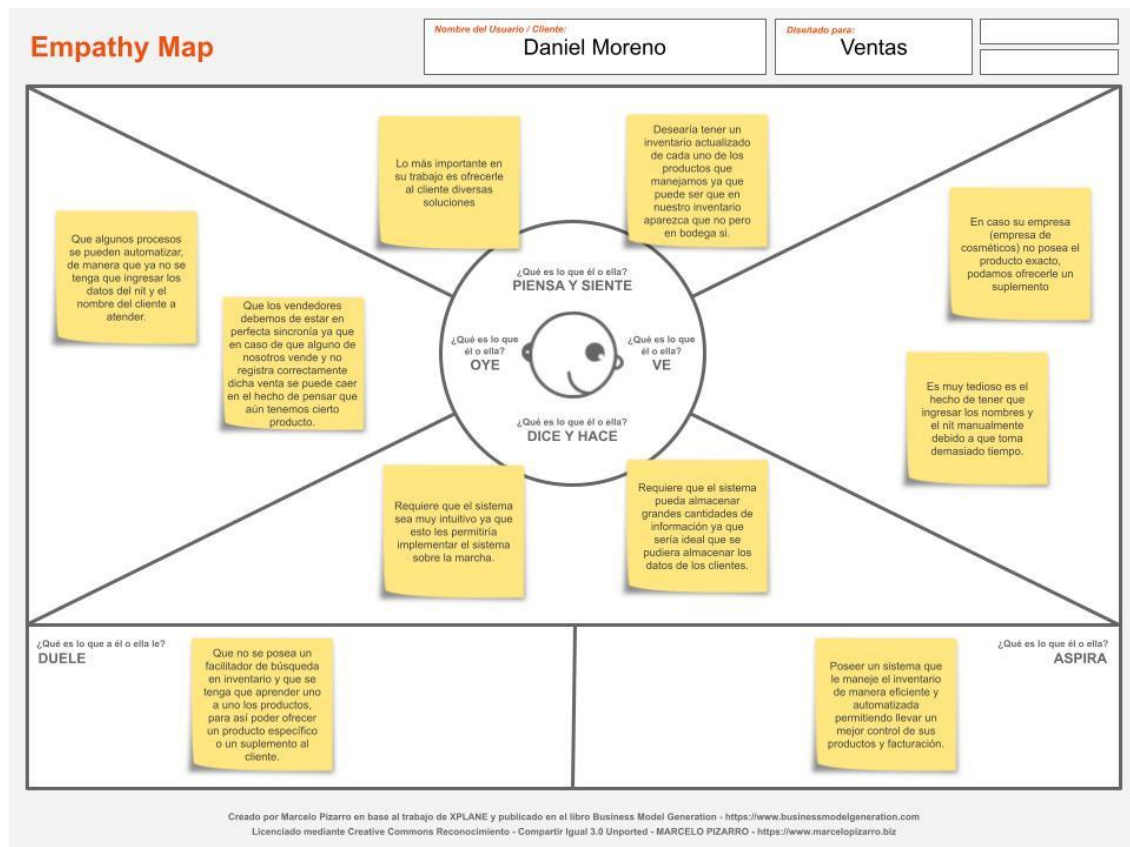 Empathy Map
Nombre del Usuario / Cliente:
Daniel Moreno
Diseñado para:
Ventas
Lo más importante en
su trabajo es ofrecerle
al cliente diversas
soluciones
Desearía tener un
inventario actualizado
de cada uno de los
productos que
manejamos ya que
puede ser que en
nuestro inventario
aparezca que no pero
en bodega si.
Que algunos procesos
se pueden automatizar,
de manera que ya no se
tenga que ingresar los
datos del nit y el
nombre del cliente a
atender.
Que los vendedores
debemos de estar en
perfecta sincronía ya que
en caso de que alguno de
nosotros vende y no
registra correctamente
dicha venta se puede caer
en el hecho de pensar que
aún tenemos cierto
producto.
En caso su empresa
(empresa de
cosméticos) no posea el
producto exacto,
podamos ofrecerle un
suplemento
Es muy tedioso es el
hecho de tener que
ingresar los nombres y
el nit manualmente
debido a que toma
demasiado tiempo.
¿Qué es lo que él o ella?
PIENSA Y SIENTE
¿Qué es lo que
él o ella?
OYE
¿Qué es lo que
él o ella?
VE
¿Qué es lo que él o ella?
DICE Y HACE
Requiere que el sistema
sea muy intuitivo ya que
esto les permitiría
implementar el sistema
sobre la marcha.
Requiere que el sistema
pueda almacenar
grandes cantidades de
información ya que
sería ideal que se
pudiera almacenar los
datos de los clientes.
¿Qué es lo que a él o ella le?
DUELE
Que no se posea un
facilitador de búsqueda
en inventario y que se
tenga que aprender uno
a uno los productos,
para así poder ofrecer
un producto específico
o un suplemento al
cliente.
¿Qué es lo que él o ella?
ASPIRA
Poseer un sistema que
le maneje el inventario
de manera eficiente y
automatizada
permitiendo llevar un
mejor control de sus
productos y facturación.
Creado por Marcelo Pizarro en base al trabajo de XPLANE y publicado en el libro Business Model Generation - https://www.businessmodelgeneration.com
Licenciado mediante Creative Commons Reconocimiento - Compartir Igual 3.0 Unported - MARCELO PIZARRO - https://www.marcelopizarro.biz